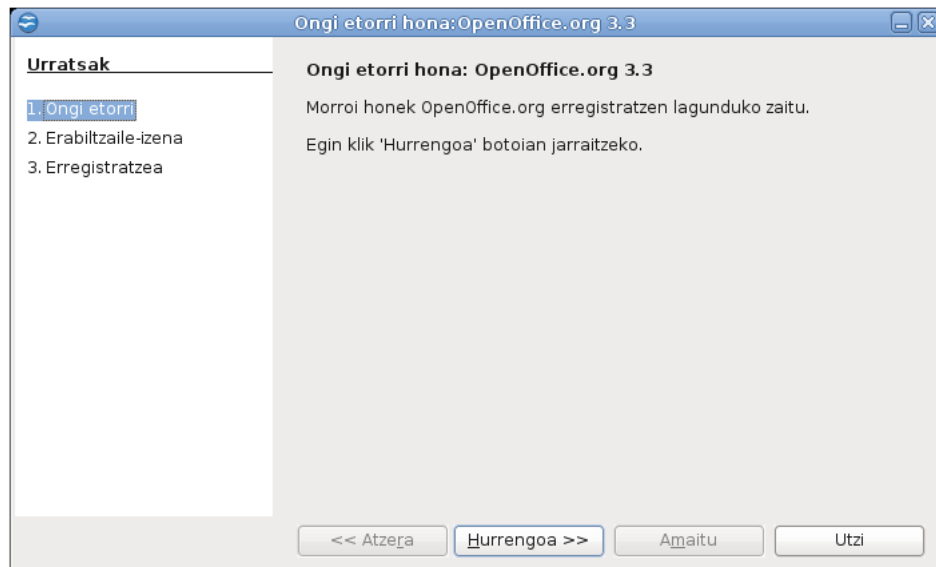 Ongi etorri hona:OpenOffice.org 3.3
Urratsak
1. Ongi etorri
2. Erabiltzaile-izena
3. Erregistratzea
Ongi etorri hona: OpenOffice.org 3.3
Morroi honek OpenOffice.org erregistratzen lagunduko zaitu.
Egin klik 'Hurrengoa' botoian jarraitzeko.
<< Atzera
Hurrengoa >>
Amaitu
Utzi